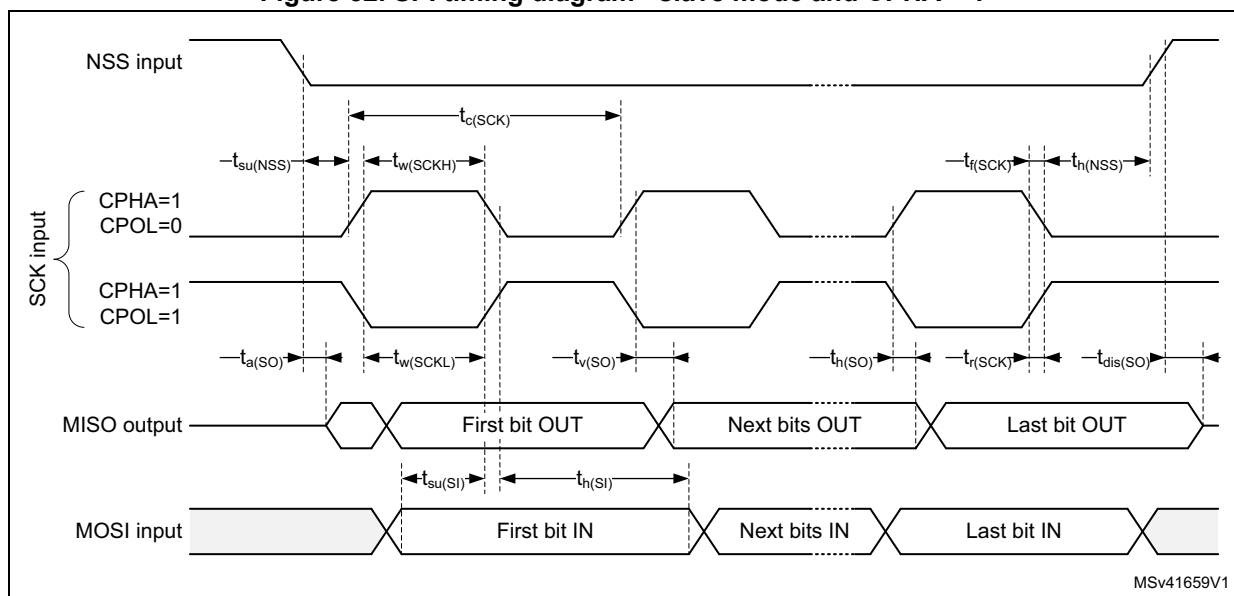 Figure SPI timing diagram - slave mode and CPHA = 1
NSS input
tc(SCK)
tsu(NSS) tw(SCKH) tf(SCK) th(NSS)
SCK input
CPHA=1
CPOL=0
CPHA=1
CPOL=1
ta(SO) tw(SCKL) tv(SO) th(SO) tr(SCK) tdis(SO)
MISO output First bit OUT Next bits OUT Last bit OUT
tsu(SI) th(SI)
MOSI input First bit IN Next bits IN Last bit IN
MSv41659V1